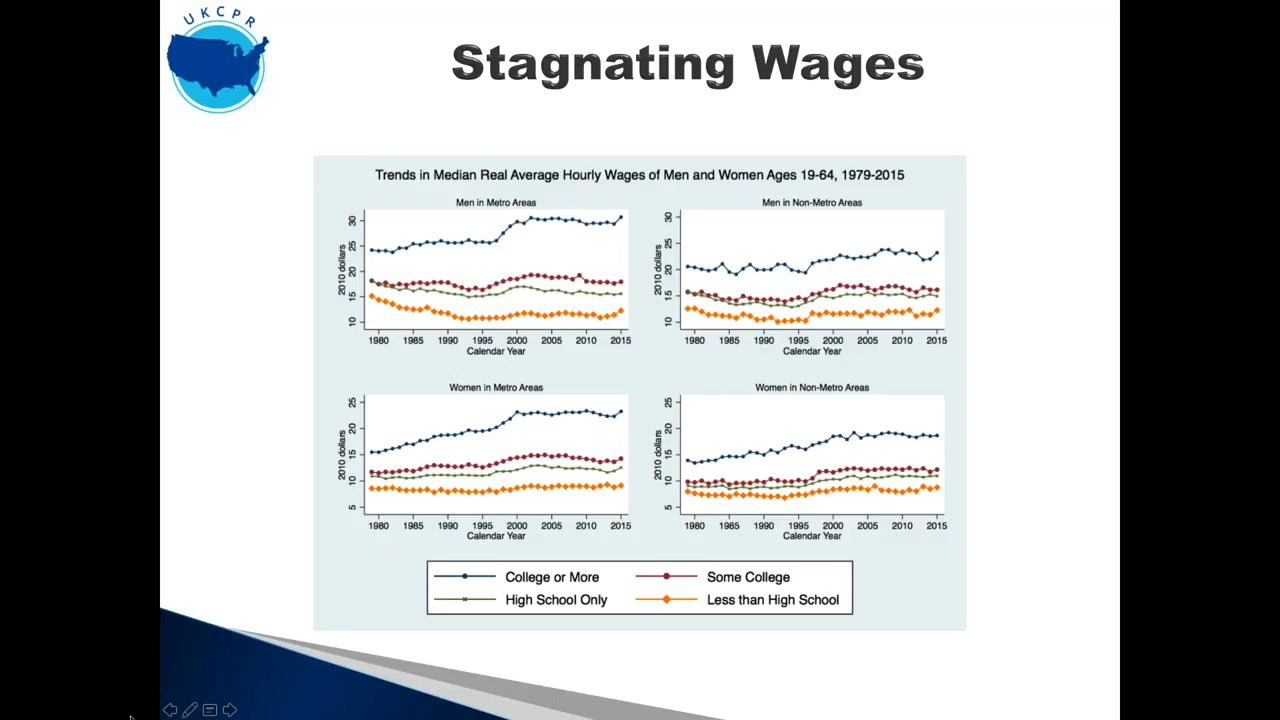 UKCPR
Stagnating Wages
Trends in Median Real Average Hourly Wages of Men and Women Ages 19-64, 1979-2015
Men in Metro Areas
2010 dollars
30
25
20
15
10
1980 1985 1990 1995 2000 2005 2010 2015
Calendar Year
Men in Non-Metro Areas
2010 dollars
30
25
20
15
10
1980 1985 1990 1995 2000 2005 2010 2015
Calendar Year
Women in Metro Areas
2010 dollars
25
20
15
10
5
1980 1985 1990 1995 2000 2005 2010 2015
Calendar Year
Women in Non-Metro Areas
2010 dollars
25
20
15
10
5
1980 1985 1990 1995 2000 2005 2010 2015
Calendar Year
College or More Some College
High School Only Less than High School